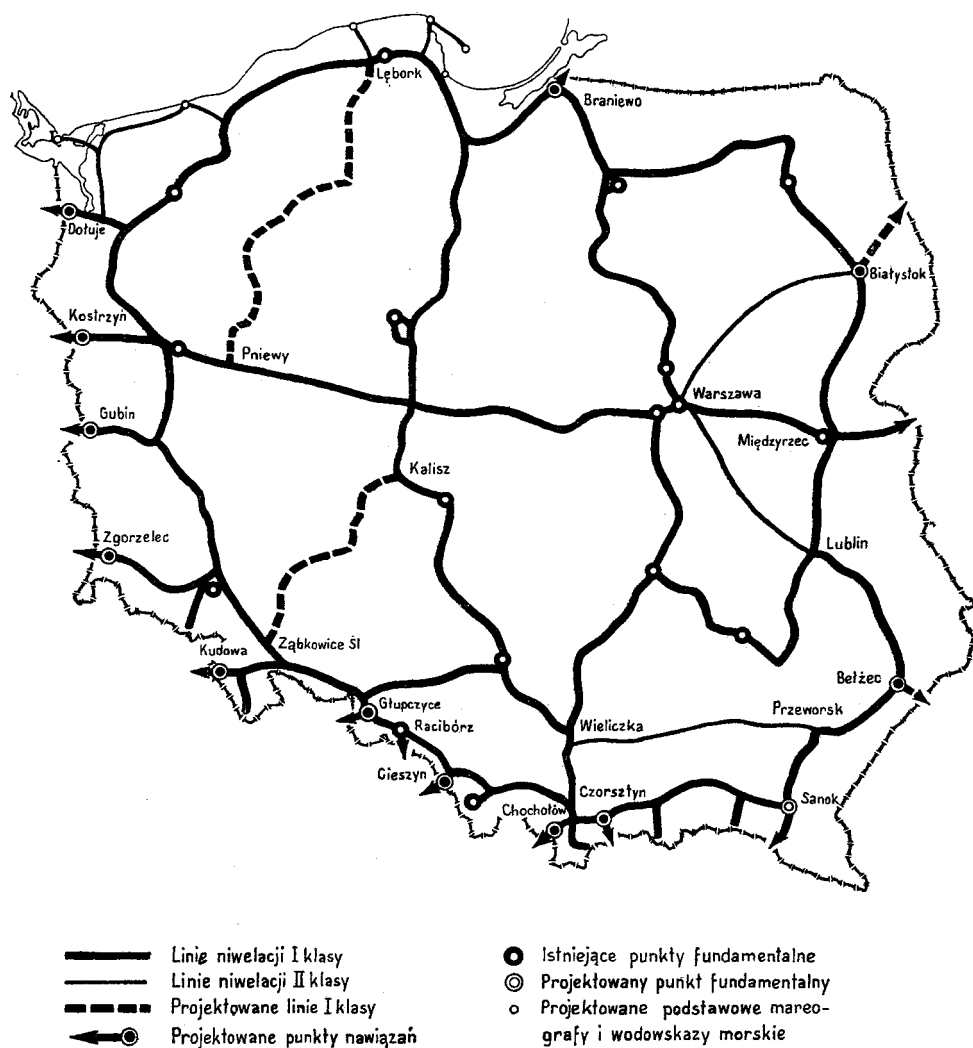 Lębork
Braniewo
Dołuje
Białystok
Kostrzyń
Pniewy
Warszawa
Gubin
Międzyrzec
Kalisz
Zgorzelec
Lublin
Ząbkowice Śl
Kudowa
Bełżec
Głupczyce
Przeworsk
Racibórz
Wieliczka
Cieszyn
Czorsztyn
Chochołów
Sanok
Linie niwelacji I klasy
Linie niwelacji II klasy
Projektowane linie I klasy
Projektowane punkty nawiązań
Istniejące punkty fundamentalne
Projektowany punkt fundamentalny
Projektowane podstawowe mareo-
grafy i wodowskazy morskie